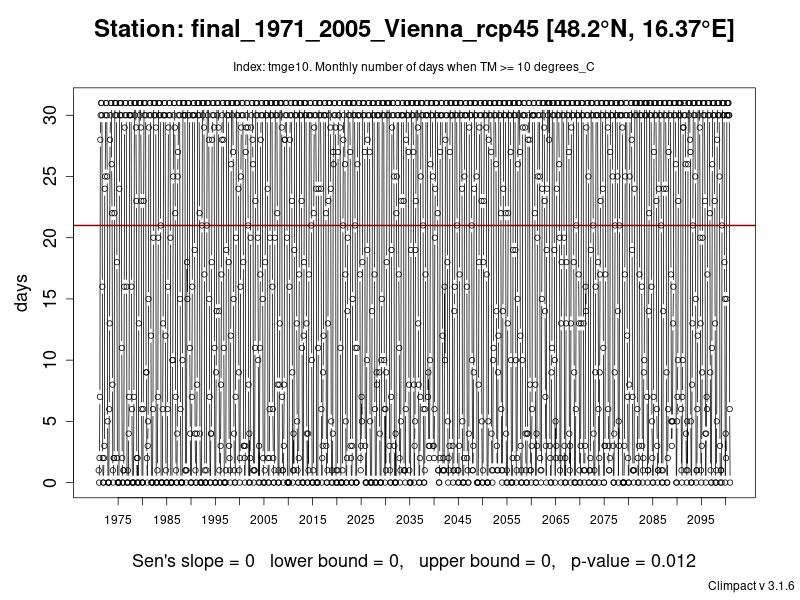 Station: final_1971_2005_Vienna_rcp45 [48.2°N, 16.37°E]
Index: tmge10. Monthly number of days when TM >= 10 degrees_C
30
25
20
15
10
5
0
days
1975 1985 1995 2005 2015 2025 2035 2045 2055 2065 2075 2085 2095
Sen's slope = 0 lower bound = 0, upper bound = 0, p-value = 0.012
Climpact v 3.1.6